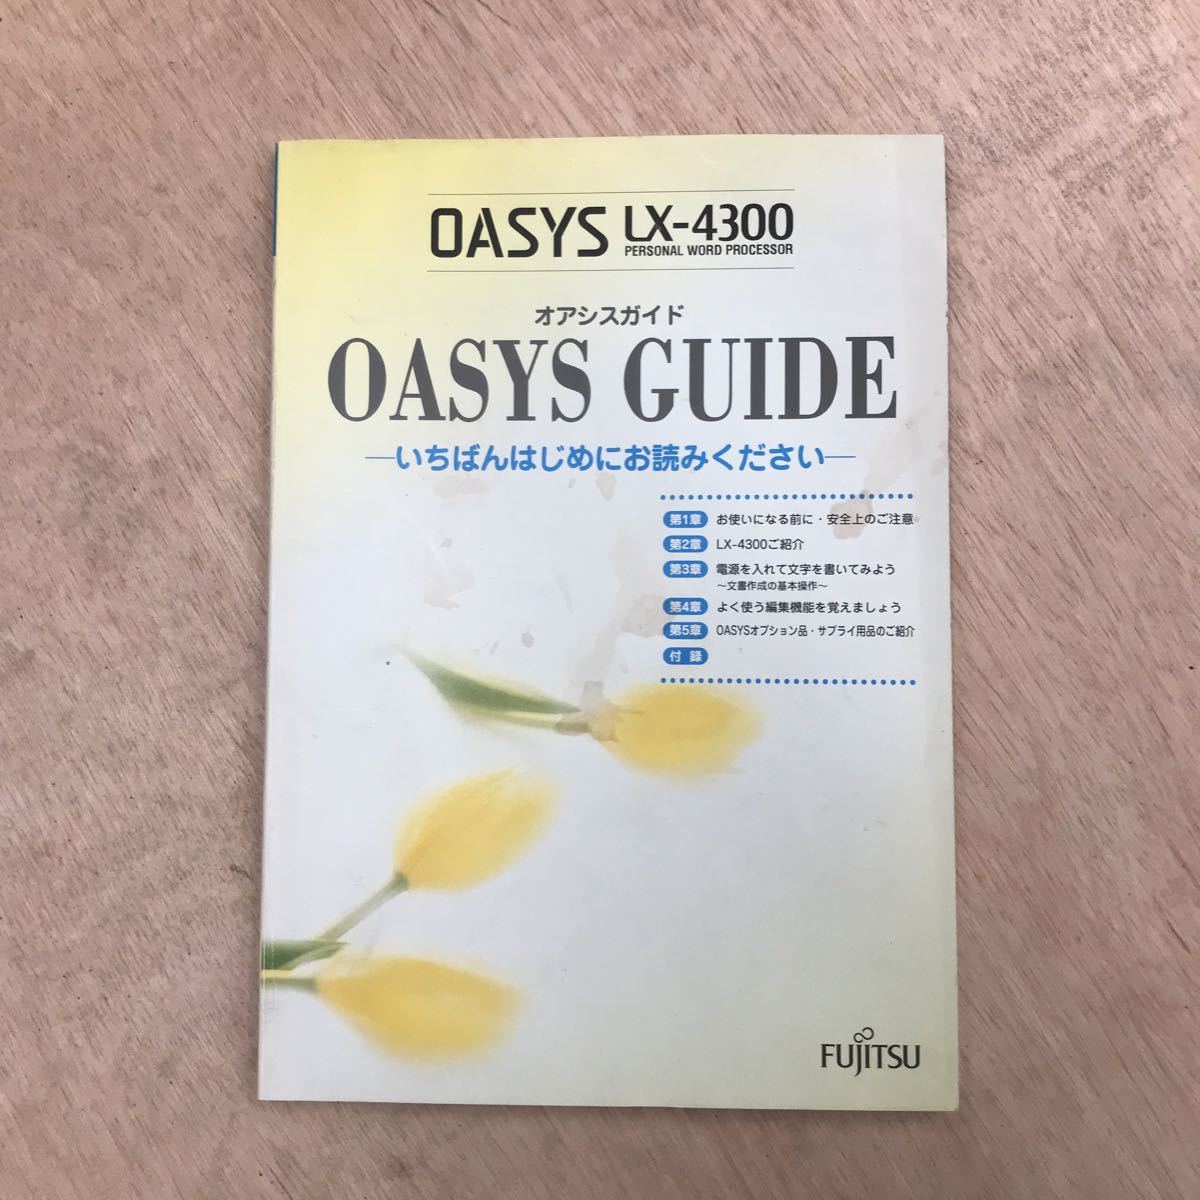 OASYS LX-4300
PERSONAL WORD PROCESSOR
オアシスガイド
OASYS GUIDE
―いちばんはじめにお読みください―
第1章 お使いになる前に・安全上のご注意
第2章 LX-4300ご紹介
第3章 電源を入れて文字を書いてみよう
～文書作成の基本操作～
第4章 よく使う編集機能を覚えましょう
第5章 OASYSオプション品・サプライ用品のご紹介
付録
FUJITSU